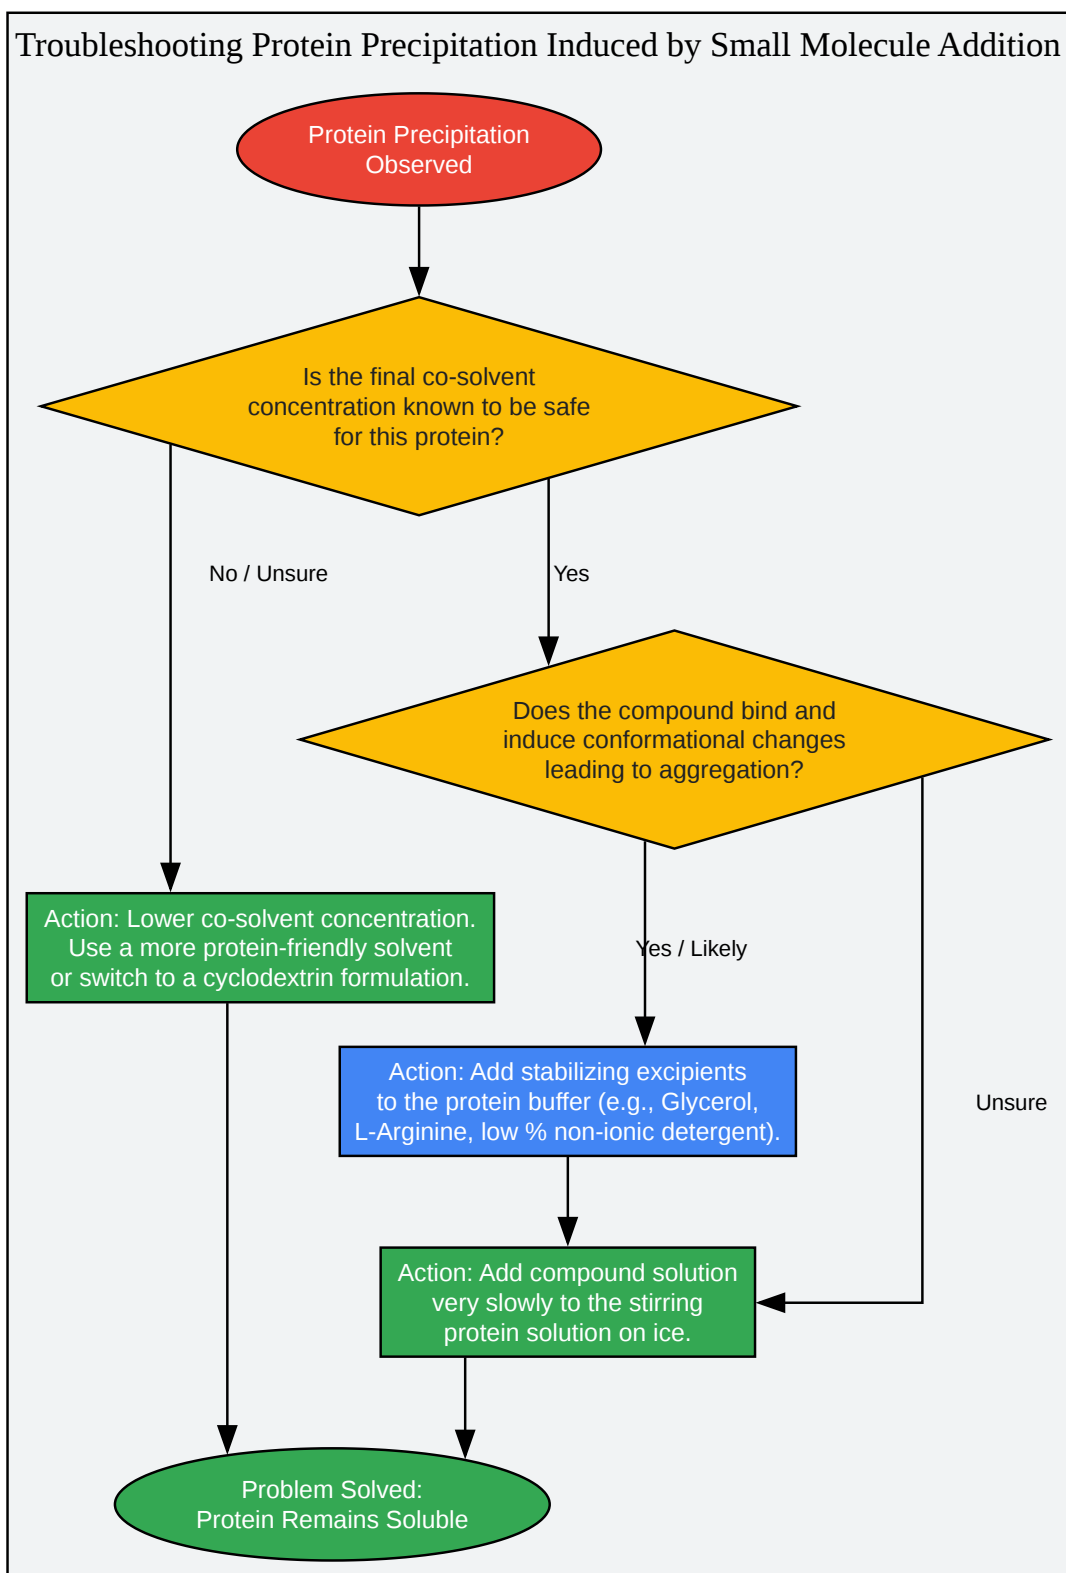 Troubleshooting Protein Precipitation Induced by Small Molecule Addition
Protein Precipitation
Observed
Is the final co-solvent
concentration known to be safe
for this protein?
No / Unsure
Yes
Does the compound bind and
induce conformational changes
leading to aggregation?
Action: Lower co-solvent concentration.
Use a more protein-friendly solvent
or switch to a cyclodextrin formulation.
Yes / Likely
Action: Add stabilizing excipients
to the protein buffer (e.g., Glycerol,
L-Arginine, low % non-ionic detergent).
Unsure
Action: Add compound solution
very slowly to the stirring
protein solution on ice.
Problem Solved:
Protein Remains Soluble